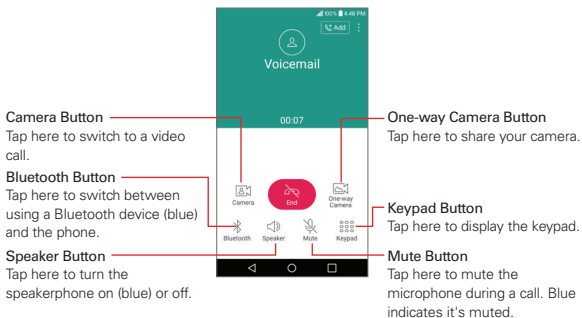 100% 4:48 PM
Add
Voicemail
00:07
Camera Button
Tap here to switch to a video
call.
Bluetooth Button
Tap here to switch between
using a Bluetooth device (blue)
and the phone.
Speaker Button
Tap here to turn the
speakerphone on (blue) or off.
Camera
End
One-way
Camera
Bluetooth
Speaker
Mute
Keypad
One-way Camera Button
Tap here to share your camera.
Keypad Button
Tap here to display the keypad.
Mute Button
Tap here to mute the
microphone during a call. Blue
indicates it's muted.